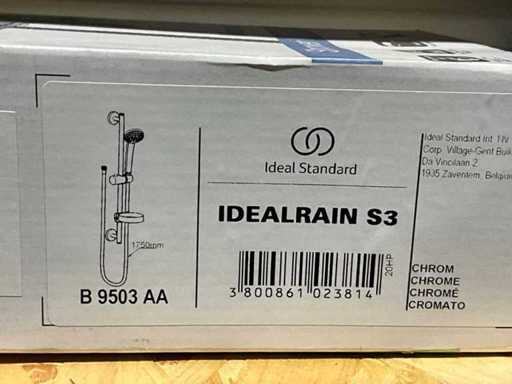 1750mm
B 9503 AA
Ideal Standard
IDEALRAIN S3
3 800861 023814
20HP
Ideal Standard Int. NV
Corp. Village-Gent
Da Vincilaan 2
1935 Zaventem, Belgium
CHROM
CHROME
CHROMÉ
CROMATO